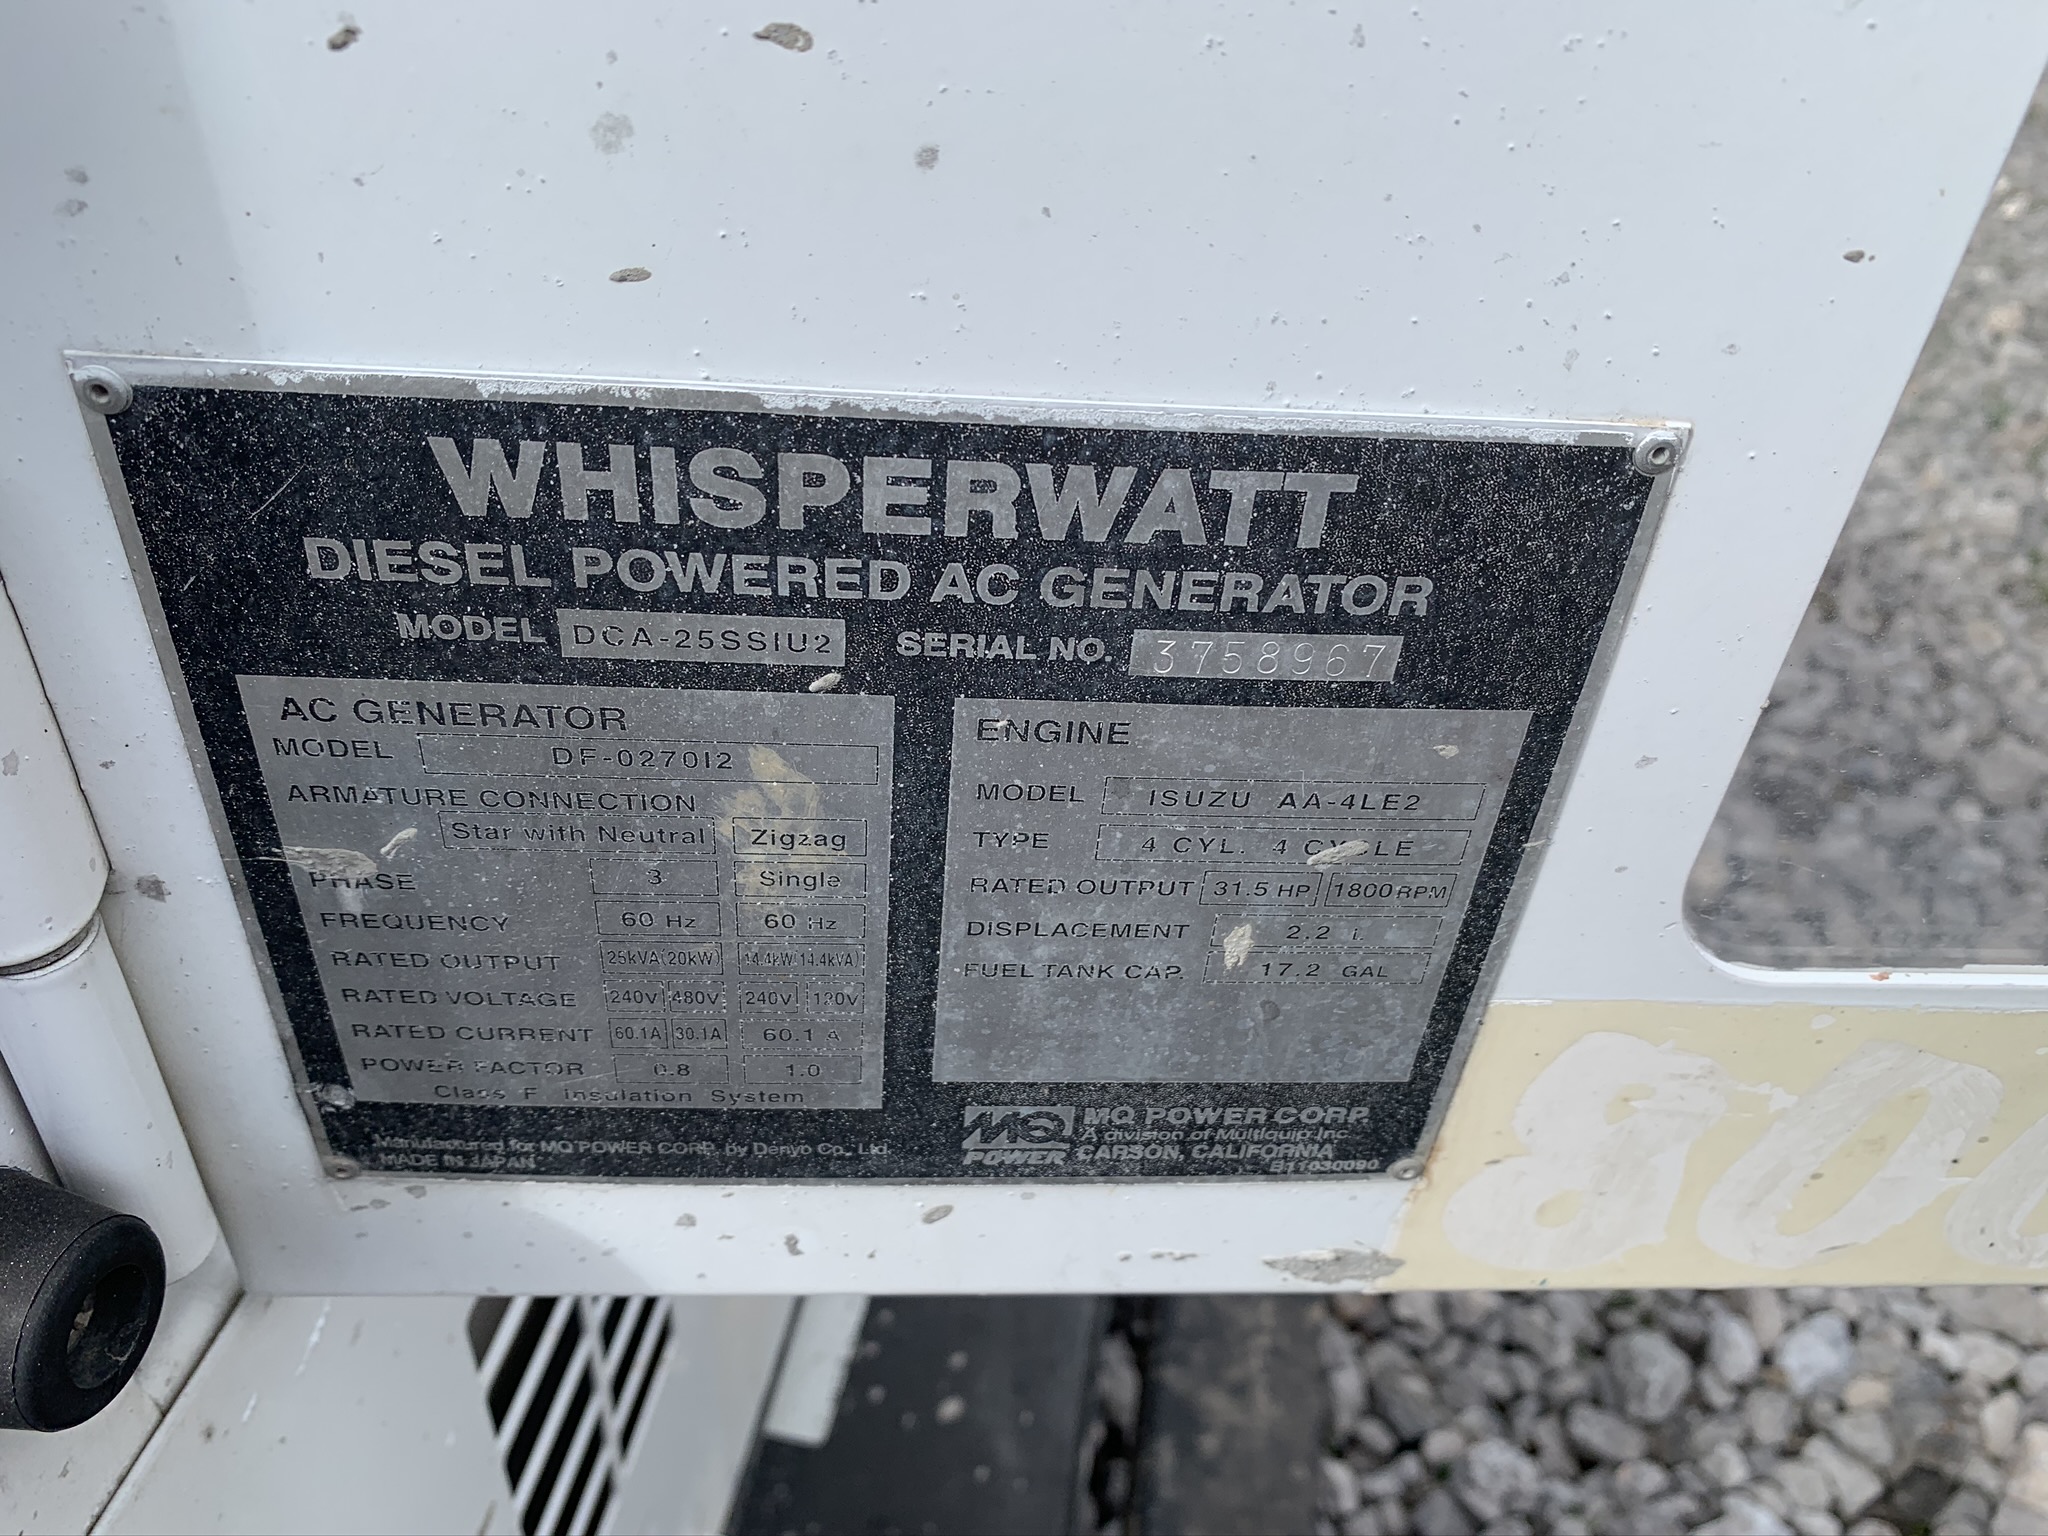 WHISPERWATT
DIESEL POWERED AC GENERATOR
MODEL DCA-25SSIU2 SERIAL NO. 3758967
AC GENERATOR
MODEL DF-0270I2
ARMATURE CONNECTION
Star with Neutral Zigzag
PHASE 3 Single
FREQUENCY 60 Hz 60 Hz
RATED OUTPUT 25kVA(20kW) 14.4kW(14.4kVA)
RATED VOLTAGE 240V 480V 240V 120V
RATED CURRENT 60.1A 30.1A 60.1 A
POWER FACTOR 0.8 1.0
Class F Insulation System
ENGINE
MODEL ISUZU AA-4LE2
TYPE 4 CYL. 4 CYCLE
RATED OUTPUT 31.5 HP 1800RPM
DISPLACEMENT 2.2 L
FUEL TANK CAP. 17.2 GAL
Manufactured for MQ POWER CORP. by Denyo Co., Ltd.
MADE IN JAPAN
MQ POWER
MQ POWER CORP.
A division of Multiquip Inc.
CARSON, CALIFORNIA
B11030090